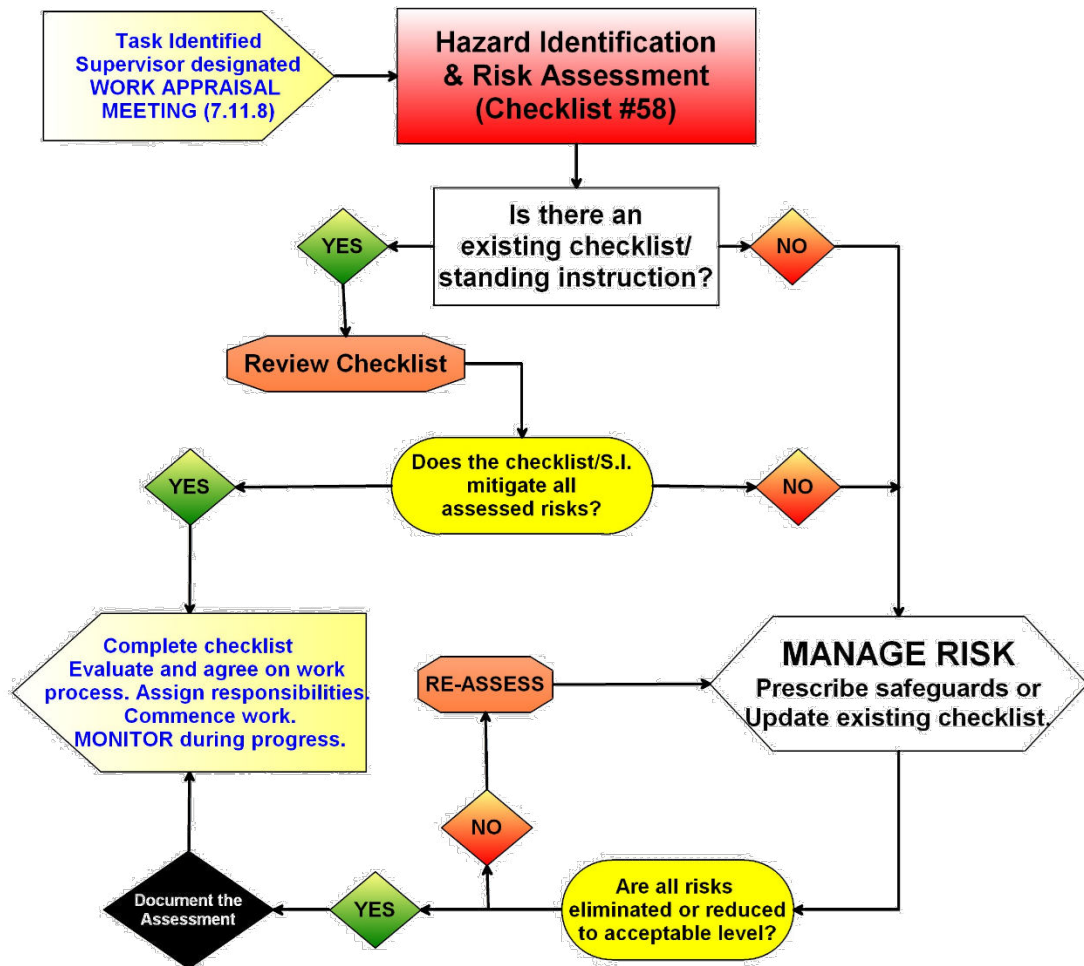 Task Identified
Supervisor designated
WORK APPRAISAL
MEETING (7.11.8)
Hazard Identification
& Risk Assessment
(Checklist #58)
Is there an
existing checklist/
standing instruction?
YES
NO
Review Checklist
Does the checklist/S.I.
mitigate all
assessed risks?
YES
NO
Complete checklist
Evaluate and agree on work
process. Assign responsibilities.
Commence work.
MONITOR during progress.
RE-ASSESS
MANAGE RISK
Prescribe safeguards or
Update existing checklist.
NO
Are all risks
eliminated or reduced
to acceptable level?
YES
Document the
Assessment